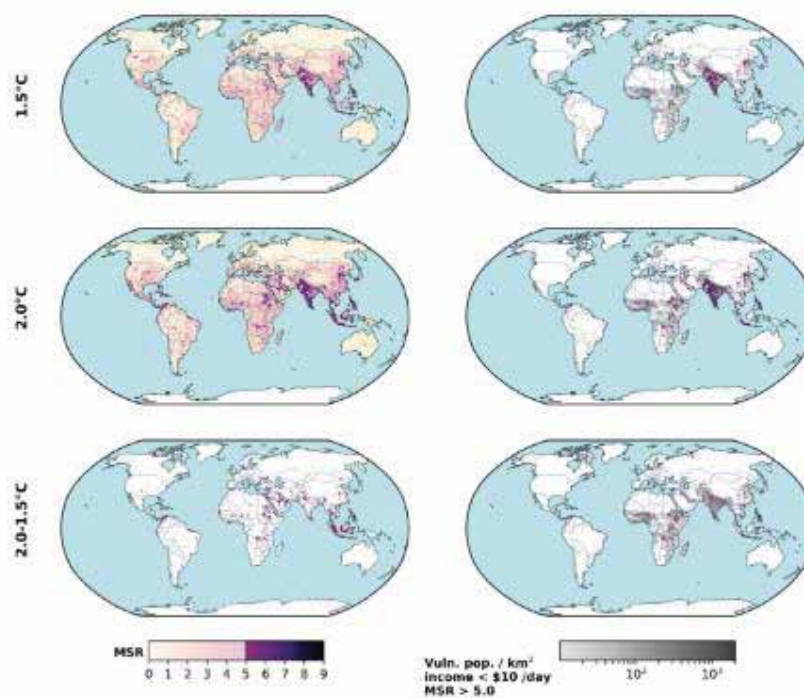 1.5°C
2.0°C
2.0-1.5°C
MSR
0 1 2 3 4 5 6 7 8 9
Vuln. pop. / km²
income < $10 /day
MSR > 5.0